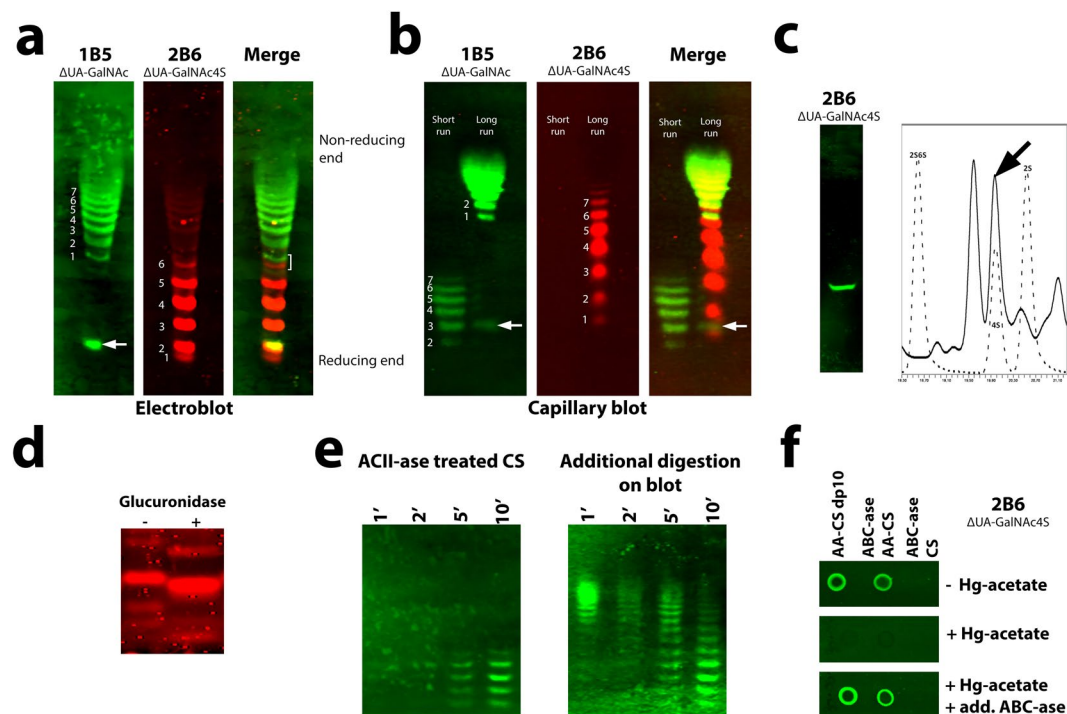 a
1B5
ΔUA-GalNAc
2B6
ΔUA-GalNAc4S
Merge
7
6
5
4
3
2
1
6
5
4
3
2
1
Non-reducing
end
Reducing end
Electroblot
b
1B5
ΔUA-GalNAc
2B6
ΔUA-GalNAc4S
Merge
Short
run
Long
run
Short
run
Long
run
Short
run
Long
run
2
1
7
6
5
4
3
2
7
6
5
4
3
2
1
Capillary blot
c
2B6
ΔUA-GalNAc4S
2S6S
2S
4S
d
Glucuronidase
- +
e
ACII-ase treated CS
1' 2' 5' 10'
Additional digestion
on blot
1' 2' 5' 10'
f
AA-CS dp10
ABC-ase
AA-CS
ABC-ase
CS
2B6
ΔUA-GalNAc4S
- Hg-acetate
+ Hg-acetate
+ Hg-acetate
+ add. ABC-ase